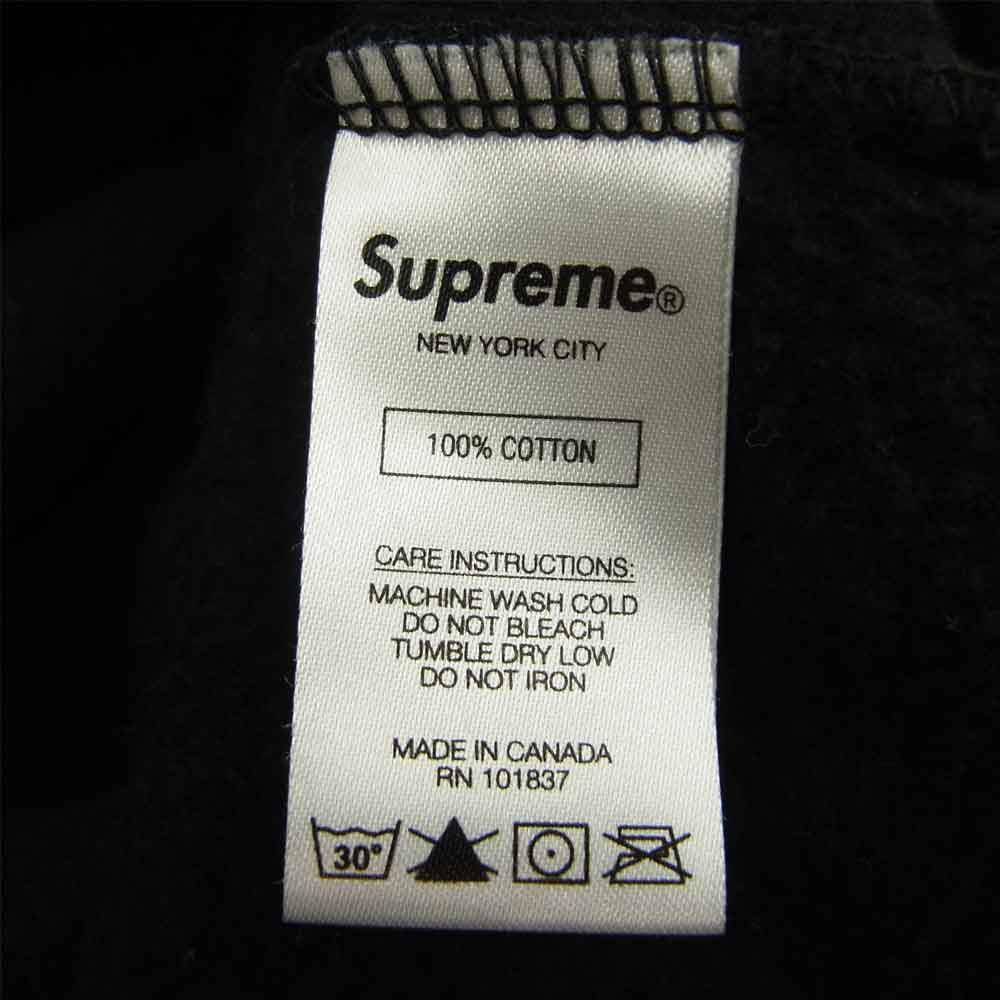 Supreme®
NEW YORK CITY
100% COTTON
CARE INSTRUCTIONS:
MACHINE WASH COLD
DO NOT BLEACH
TUMBLE DRY LOW
DO NOT IRON
MADE IN CANADA
RN 101837
30°